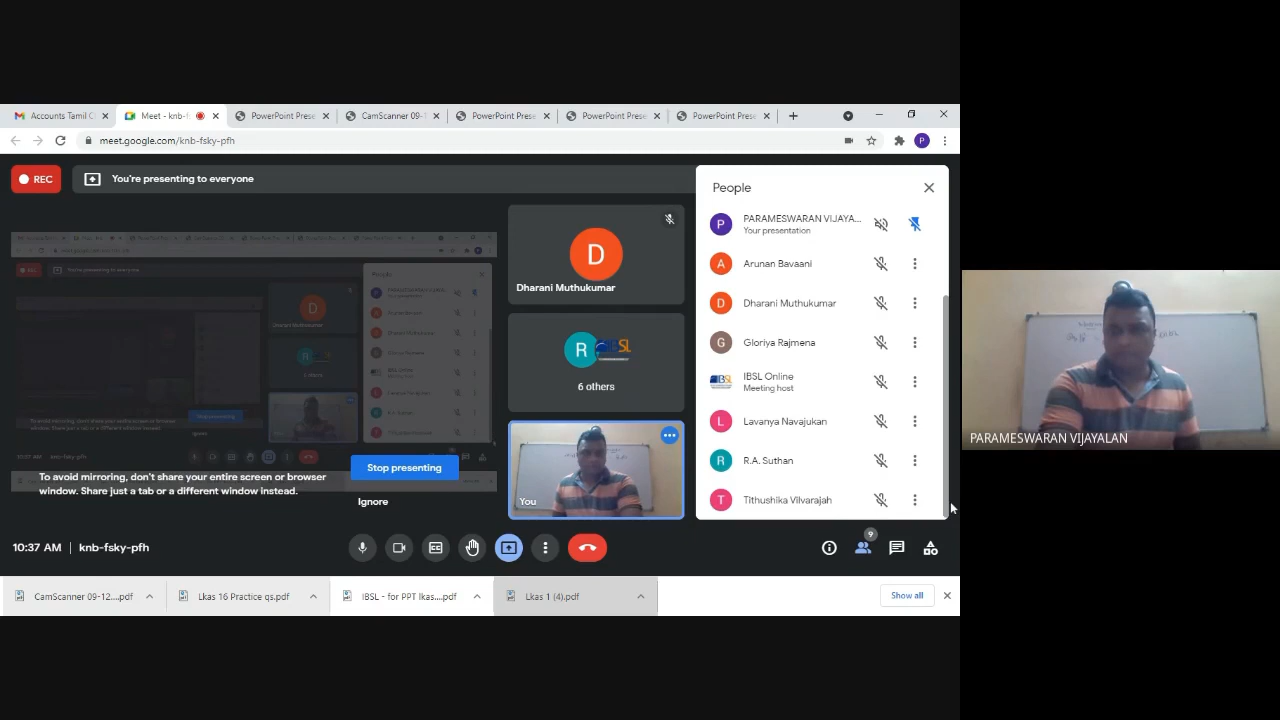 Accounts Tamil C
Meet - knb-f
PowerPoint Prese
CamScanner 09-1
PowerPoint Prese
PowerPoint Prese
PowerPoint Prese
meet.google.com/knb-fsky-pfh
P
REC
You're presenting to everyone
D
Dharani Muthukumar
R
IBSL
6 others
You
To avoid mirroring, don't share your entire screen or browser
window. Share just a tab or a different window instead.
Stop presenting
Ignore
People
P
PARAMESWARAN VIJAYA...
Your presentation
A
Arunan Bavaani
D
Dharani Muthukumar
G
Gloriya Rajmena
IBSL Online
Meeting host
L
Lavanya Navajukan
R
R.A. Suthan
T
Tithushika Vilvarajah
10:37 AM | knb-fsky-pfh
9
CamScanner 09-12....pdf
Lkas 16 Practice qs.pdf
IBSL - for PPT lkas....pdf
Lkas 1 (4).pdf
Show all
PARAMESWARAN VIJAYALAN